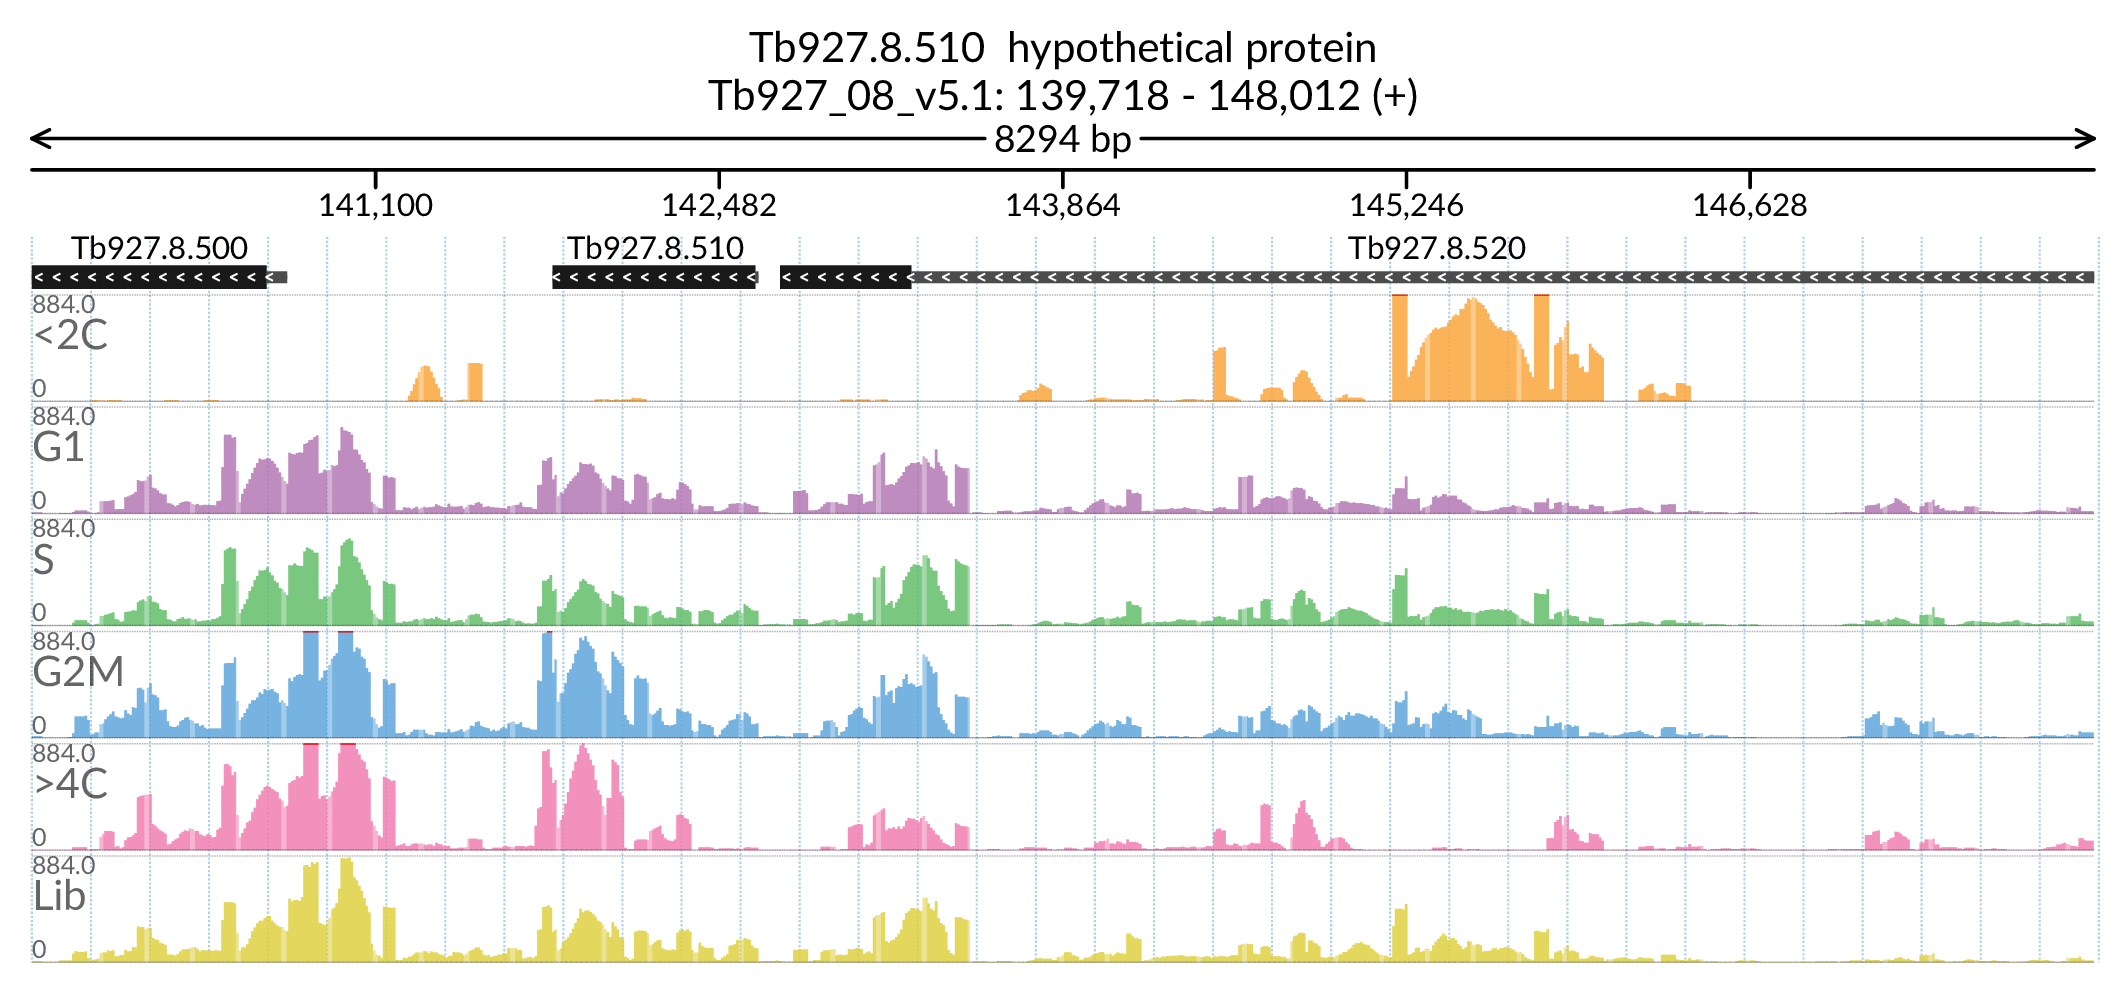 Tb927.8.510  hypothetical protein
Tb927_08_v5.1: 139,718 - 148,012 (+)
8294 bp
141,100 142,482 143,864 145,246 146,628
Tb927.8.500 Tb927.8.510 Tb927.8.520
884.0
<2C
0
884.0
G1
0
884.0
S
0
884.0
G2M
0
884.0
>4C
0
884.0
Lib
0